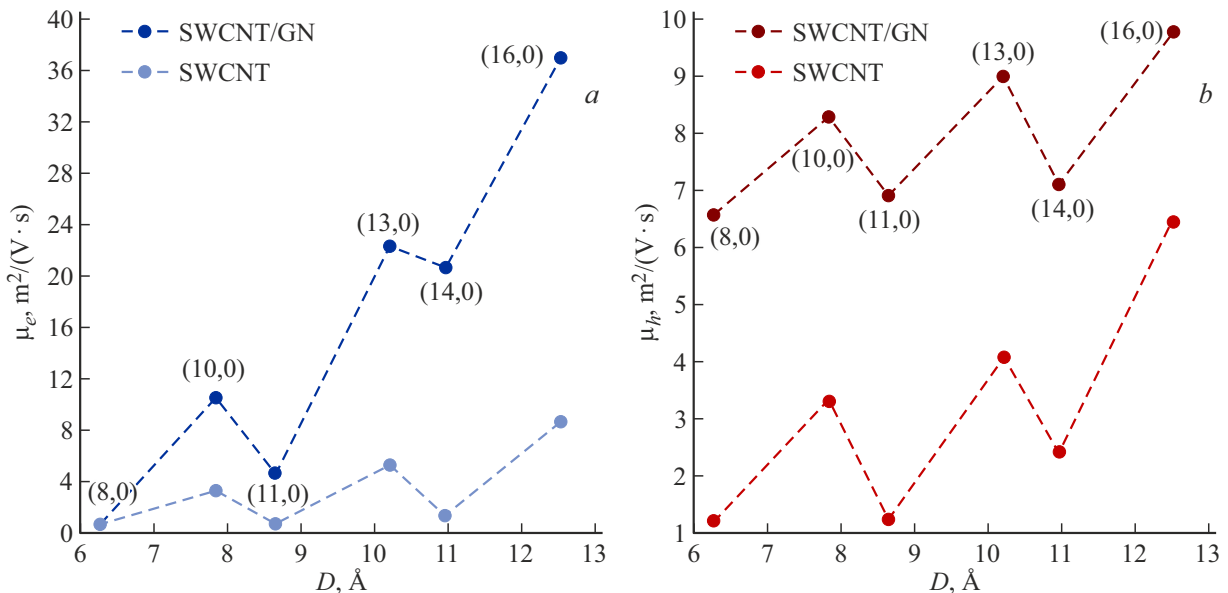 SWCNT/GN
SWCNT
a
μe, m²/(V · s)
40
36
32
28
24
20
16
12
8
4
0
(8,0)
(10,0)
(11,0)
(13,0)
(14,0)
(16,0)
6 7 8 9 10 11 12 13
D, Å
SWCNT/GN
SWCNT
b
μh, m²/(V · s)
10
9
8
7
6
5
4
3
2
1
(8,0)
(10,0)
(11,0)
(13,0)
(14,0)
(16,0)
6 7 8 9 10 11 12 13
D, Å